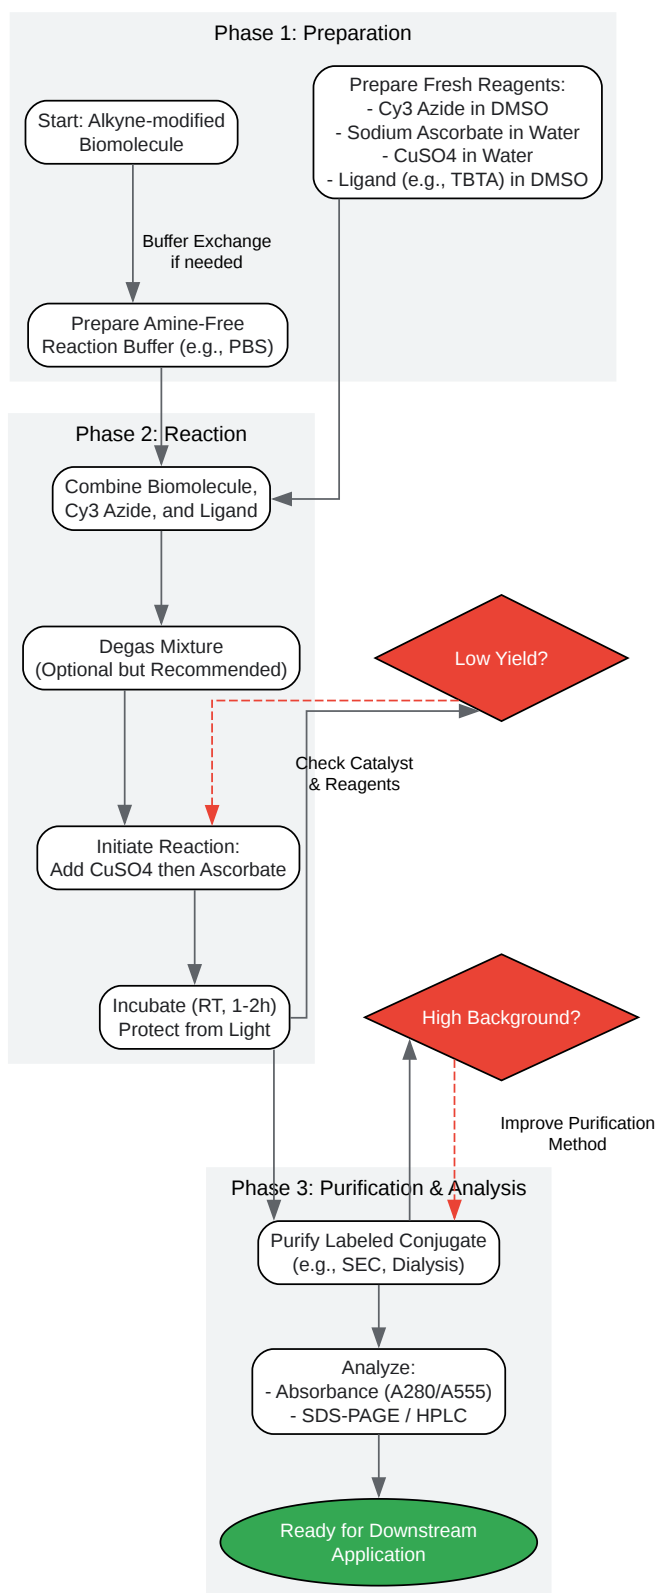 Phase 1: Preparation
Prepare Fresh Reagents:
- Cy3 Azide in DMSO
- Sodium Ascorbate in Water
- CuSO4 in Water
- Ligand (e.g., TBTA) in DMSO
Start: Alkyne-modified
Biomolecule
Buffer Exchange
if needed
Prepare Amine-Free
Reaction Buffer (e.g., PBS)
Phase 2: Reaction
Combine Biomolecule,
Cy3 Azide, and Ligand
Degas Mixture
(Optional but Recommended)
Low Yield?
Check Catalyst
& Reagents
Initiate Reaction:
Add CuSO4 then Ascorbate
Incubate (RT, 1-2h)
Protect from Light
High Background?
Improve Purification
Method
Phase 3: Purification & Analysis
Purify Labeled Conjugate
(e.g., SEC, Dialysis)
Analyze:
- Absorbance (A280/A555)
- SDS-PAGE / HPLC
Ready for Downstream
Application